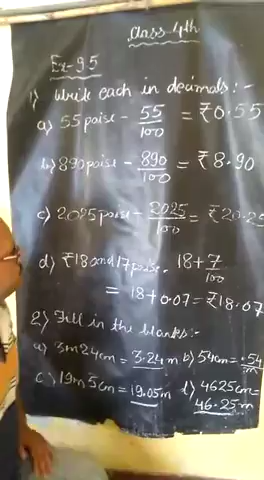 Class 4th
Ex-9.5
1) Write each in decimals:-
a) 55 paise - 55/100 = ₹0.55
b) 890 paise - 890/100 = ₹8.90
c) 2025 paise - 2025/100 = ₹20.25
d) ₹18 and 17 paise. 18+7/100
= 18+0.07=₹18.07
2) Fill in the blanks:-
a) 3m 24cm = 3.24m b) 54cm = .54 m
c) 19m 5cm = 19.05m d) 4625cm = 46.25m